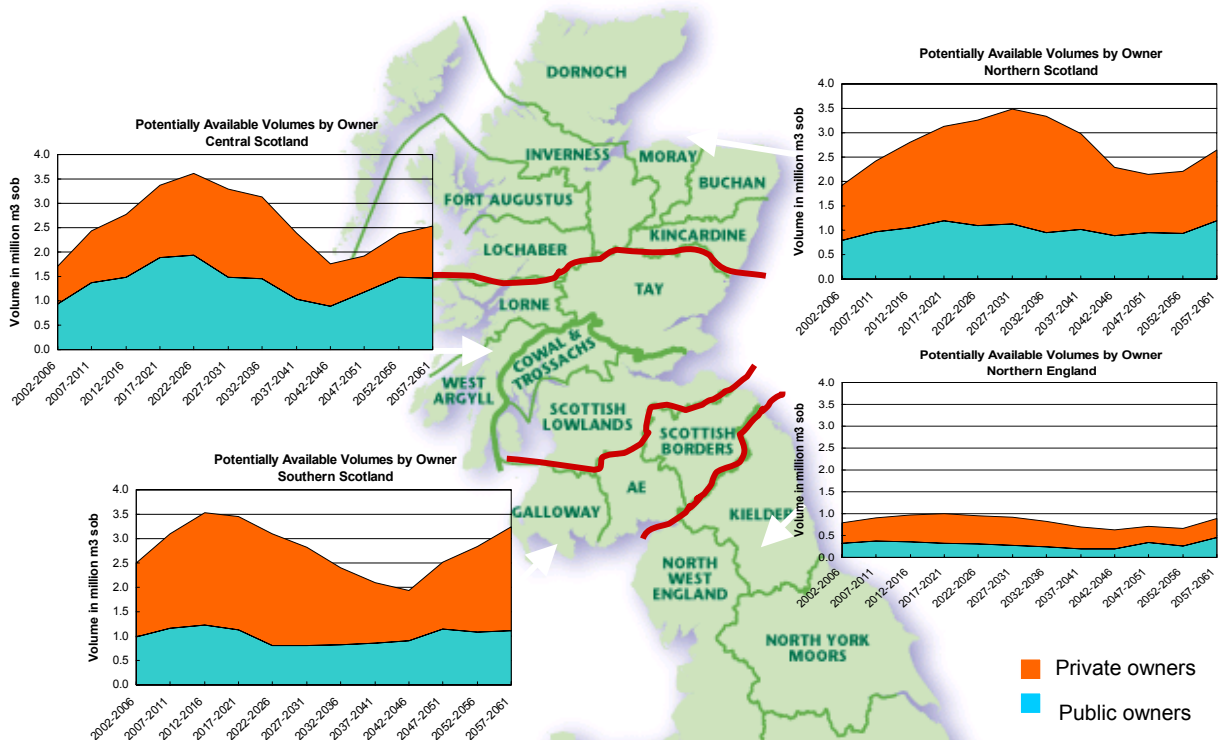 Potentially Available Volumes by Owner
Central Scotland
Volume in million m3 sob
4.0
3.5
3.0
2.5
2.0
1.5
1.0
0.5
0.0
2002-2006
2007-2011
2012-2016
2017-2021
2022-2026
2027-2031
2032-2036
2037-2041
2042-2046
2047-2051
2052-2056
2057-2061
Potentially Available Volumes by Owner
Northern Scotland
Volume in million m3 sob
4.0
3.5
3.0
2.5
2.0
1.5
1.0
0.5
0.0
2002-2006
2007-2011
2012-2016
2017-2021
2022-2026
2027-2031
2032-2036
2037-2041
2042-2046
2047-2051
2052-2056
2057-2061
DORNOCH
INVERNESS
MORAY
BUCHAN
FORT AUGUSTUS
KINCARDINE
LOCHABER
TAY
LORNE
COWAL &
TROSSACHS
WEST
ARGYLL
SCOTTISH
LOWLANDS
SCOTTISH
BORDERS
AE
GALLOWAY
KIELDER
NORTH
WEST
ENGLAND
NORTH YORK
MOORS
Potentially Available Volumes by Owner
Northern England
Volume in million m3 sob
4.0
3.5
3.0
2.5
2.0
1.5
1.0
0.5
0.0
2002-2006
2007-2011
2012-2016
2017-2021
2022-2026
2027-2031
2032-2036
2037-2041
2042-2046
2047-2051
2052-2056
2057-2061
Potentially Available Volumes by Owner
Southern Scotland
Volume in million m3 sob
4.0
3.5
3.0
2.5
2.0
1.5
1.0
0.5
0.0
2002-2006
2007-2011
2012-2016
2017-2021
2022-2026
2027-2031
2032-2036
2037-2041
2042-2046
2047-2051
2052-2056
2057-2061
Private owners
Public owners